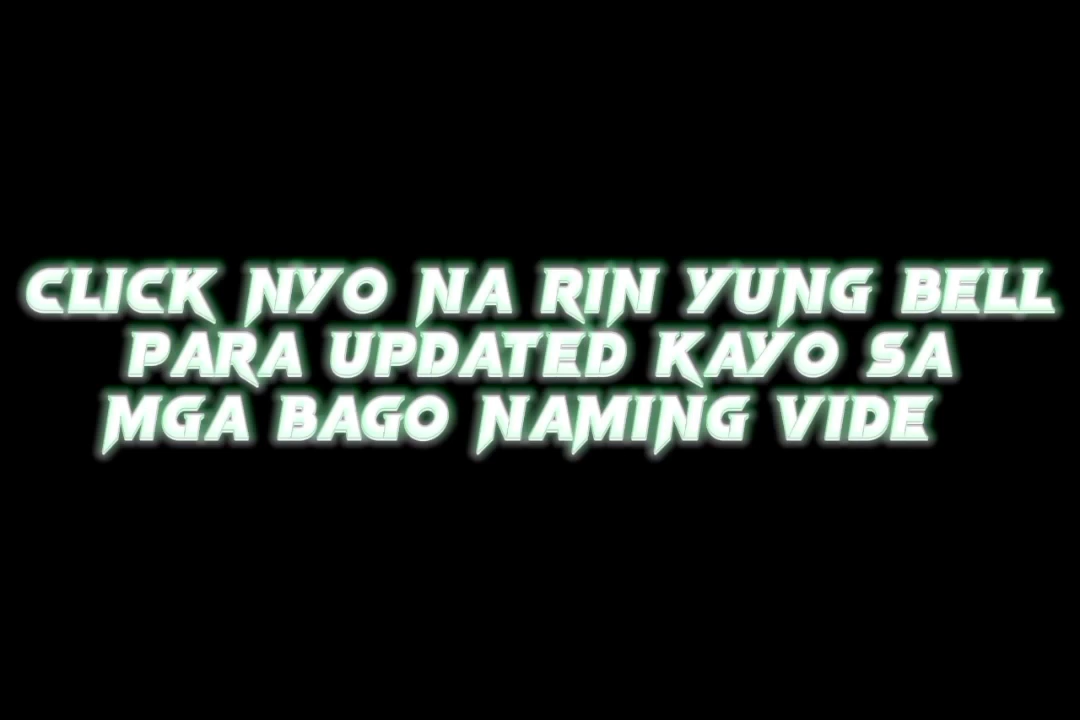 CLICK NYO NA RIN YUNG BELL
PARA UPDATED KAYO SA
MGA BAGO NAMING VIDE